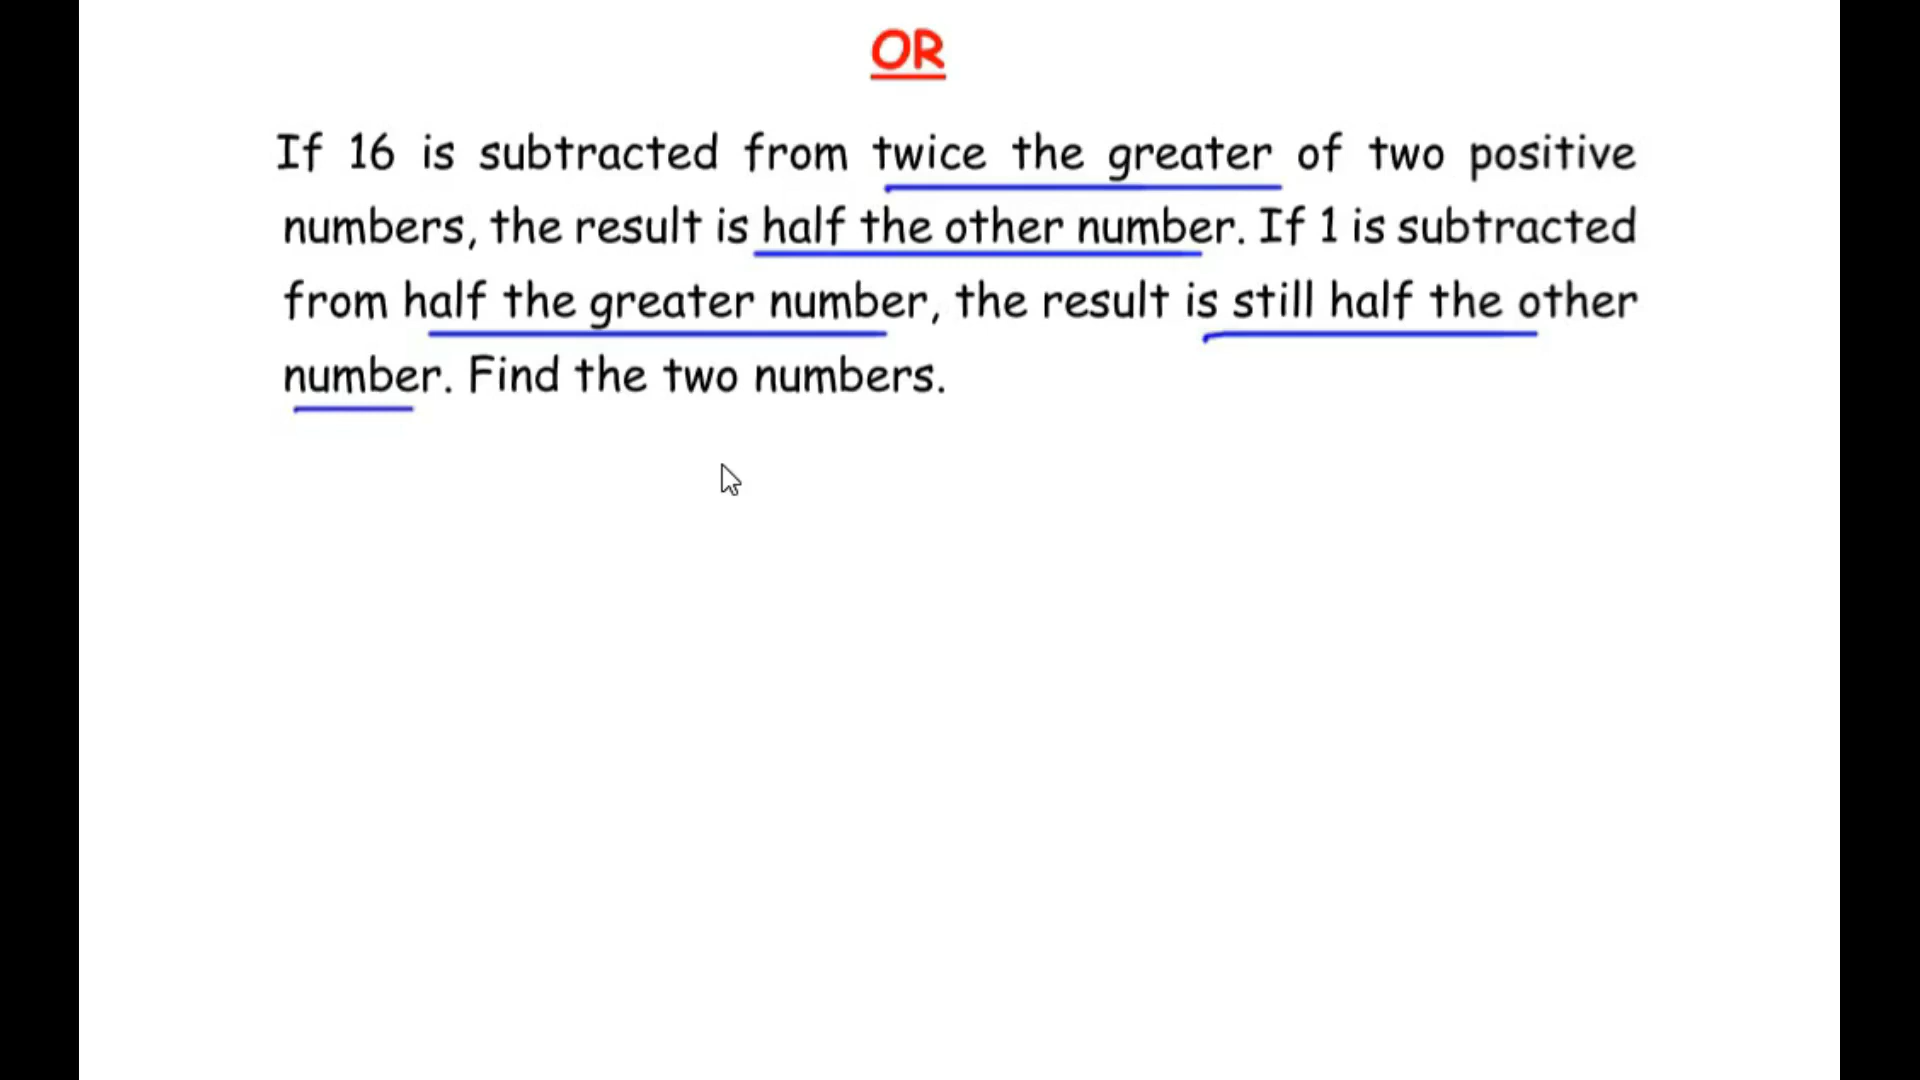 OR
If 16 is subtracted from twice the greater of two positive
numbers, the result is half the other number. If 1 is subtracted
from half the greater number, the result is still half the other
number. Find the two numbers.